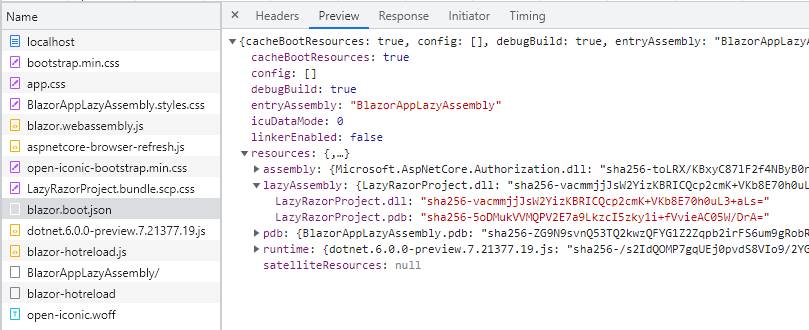 Name
localhost
bootstrap.min.css
app.css
BlazorAppLazyAssembly.styles.css
blazor.webassembly.js
aspnetcore-browser-refresh.js
open-iconic-bootstrap.min.css
LazyRazorProject.bundle.scp.css
blazor.boot.json
dotnet.6.0.0-preview.7.21377.19.js
blazor-hotreload.js
BlazorAppLazyAssembly/
blazor-hotreload
open-iconic.woff
Headers Preview Response Initiator Timing
{cacheBootResources: true, config: [], debugBuild: true, entryAssembly: "BlazorAppLazyA
cacheBootResources: true
config: []
debugBuild: true
entryAssembly: "BlazorAppLazyAssembly"
icuDataMode: 0
linkerEnabled: false
resources: {,…}
assembly: {Microsoft.AspNetCore.Authorization.dll: "sha256-toLRX/KBxyC871F2f4NByB0r
lazyAssembly: {LazyRazorProject.dll: "sha256-vacmmjjJsW2YizKBRICQcp2cmK+VKb8E70h0uL
LazyRazorProject.dll: "sha256-vacmmjjJsW2YizKBRICQcp2cmK+VKb8E70h0uL3+aLs="
LazyRazorProject.pdb: "sha256-5oDMukVVMQPV2E7a9LkzcI5zky1i+fVvieAC05W/DrA="
pdb: {BlazorAppLazyAssembly.pdb: "sha256-ZG9N9svnQ53TQ2kwzQFYG1Z2Zqpb2irFS6um9gRobR
runtime: {dotnet.6.0.0-preview.7.21377.19.js: "sha256-/s2IdQOMP7gqUEj0pvdS8VIo9/2YG
satelliteResources: null